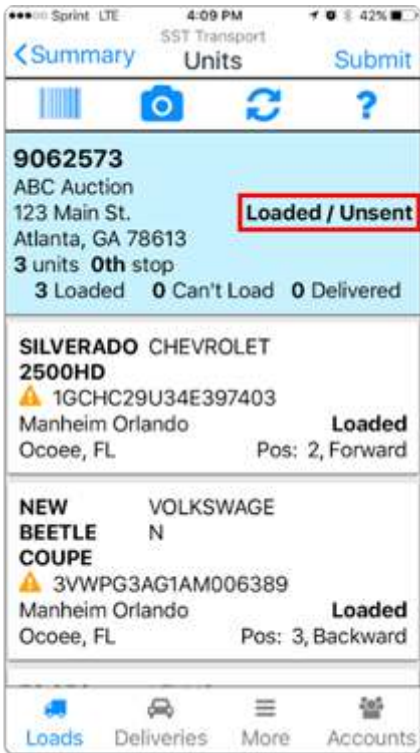 Sprint LTE 4:09 PM 42%
SST Transport
Summary Units Submit
?
9062573
ABC Auction
123 Main St. Loaded / Unsent
Atlanta, GA 78613
3 units 0th stop
3 Loaded 0 Can't Load 0 Delivered
SILVERADO CHEVROLET
2500HD
1GCHC29U34E397403
Manheim Orlando Loaded
Ocoee, FL Pos: 2, Forward
NEW VOLKSWAGE
BEETLE N
COUPE
3VWPG3AG1AM006389
Manheim Orlando Loaded
Ocoee, FL Pos: 3, Backward
Loads Deliveries More Accounts